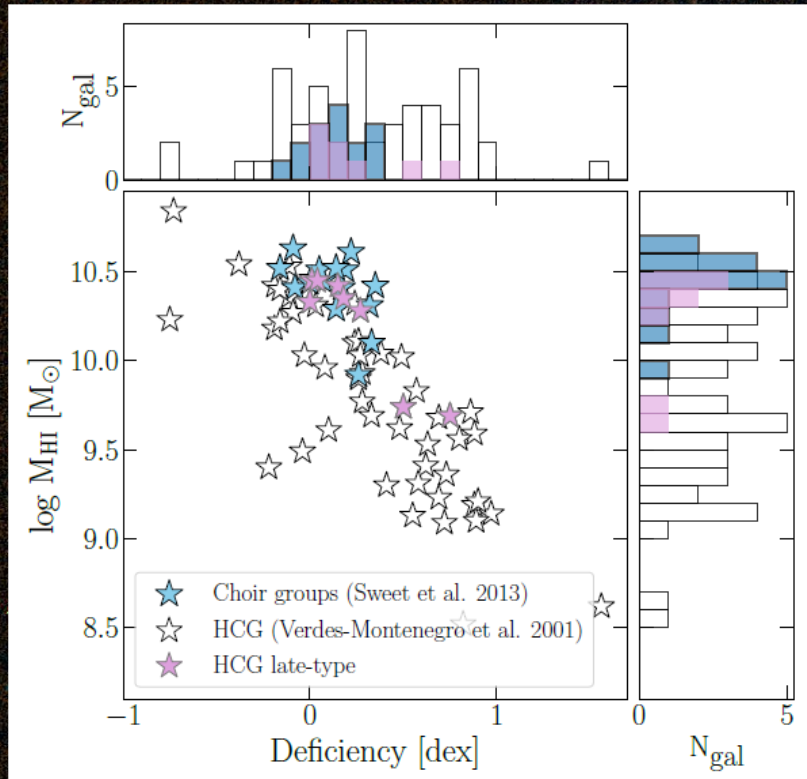 N_gal
5
0
log M_HI [M_⊙]
10.5
10.0
9.5
9.0
8.5
Choir groups (Sweet et al. 2013)
HCG (Verdes-Montenegro et al. 2001)
HCG late-type
−1
0
1
Deficiency [dex]
0
5
N_gal